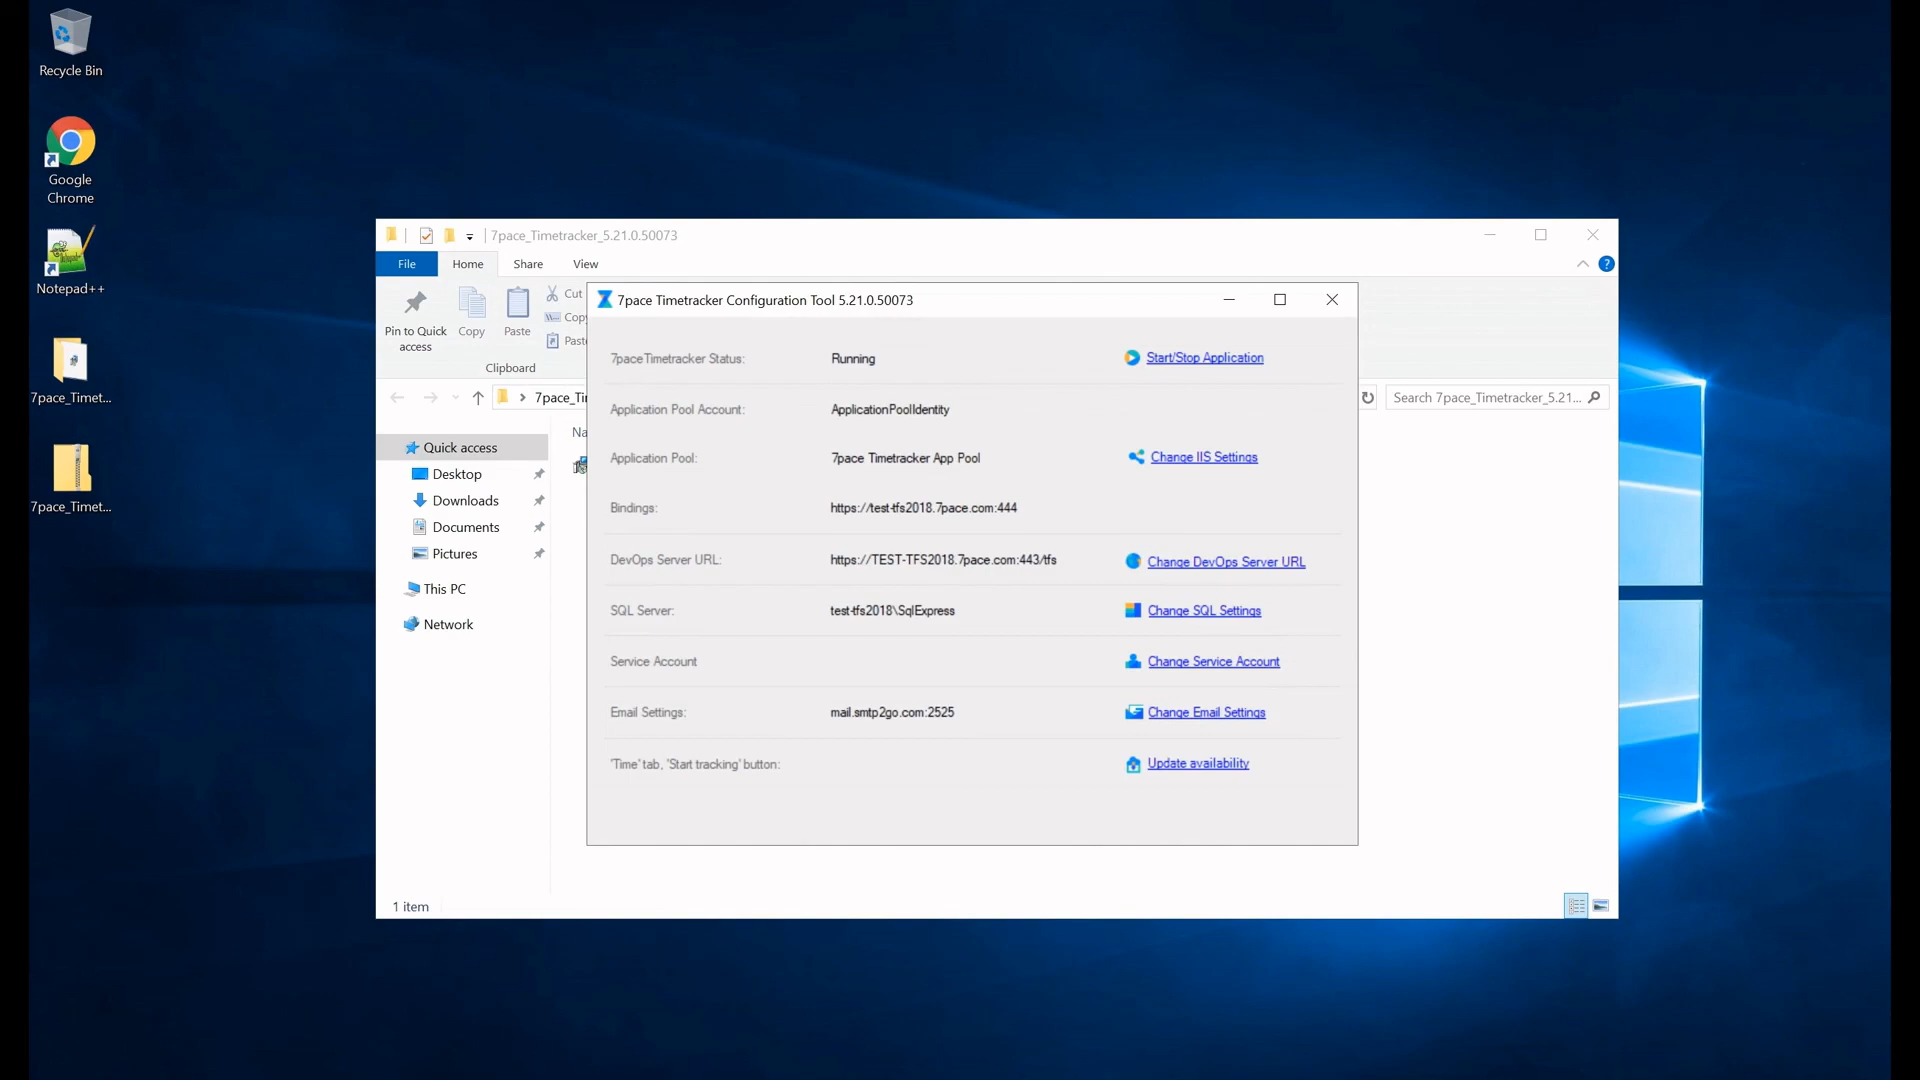 Recycle Bin
Google
Chrome
Notepad++
7pace_Timet...
7pace_Timet...
7pace_Timetracker_5.21.0.50073
File
Home
Share
View
?
Pin to Quick
access
Copy
Paste
Cut
Copy
Paste
Clipboard
7pace_Ti
Search 7pace_Timetracker_5.21...
Na
Quick access
Desktop
Downloads
Documents
Pictures
This PC
Network
1 item
7pace Timetracker Configuration Tool 5.21.0.50073
7pace Timetracker Status:
Running
Start/Stop Application
Application Pool Account:
ApplicationPoolIdentity
Application Pool:
7pace Timetracker App Pool
Change IIS Settings
Bindings:
https://test-tfs2018.7pace.com:444
DevOps Server URL:
https://TEST-TFS2018.7pace.com:443/tfs
Change DevOps Server URL
SQL Server:
test-tfs2018\SqlExpress
Change SQL Settings
Service Account
Change Service Account
Email Settings:
mail.smtp2go.com:2525
Change Email Settings
'Time' tab, 'Start tracking' button:
Update availability